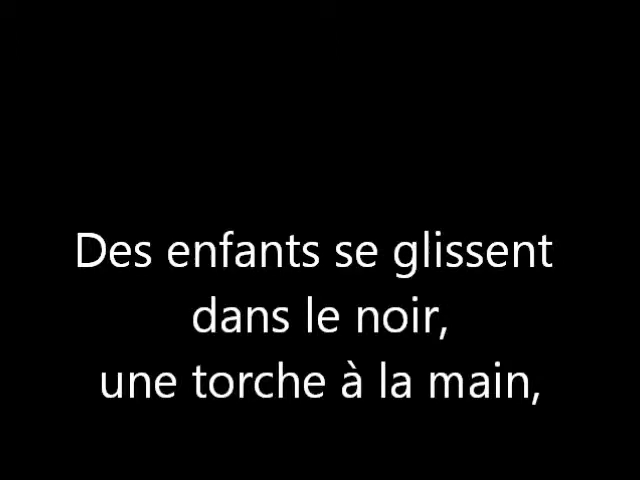 Des enfants se glissent
dans le noir,
une torche à la main,